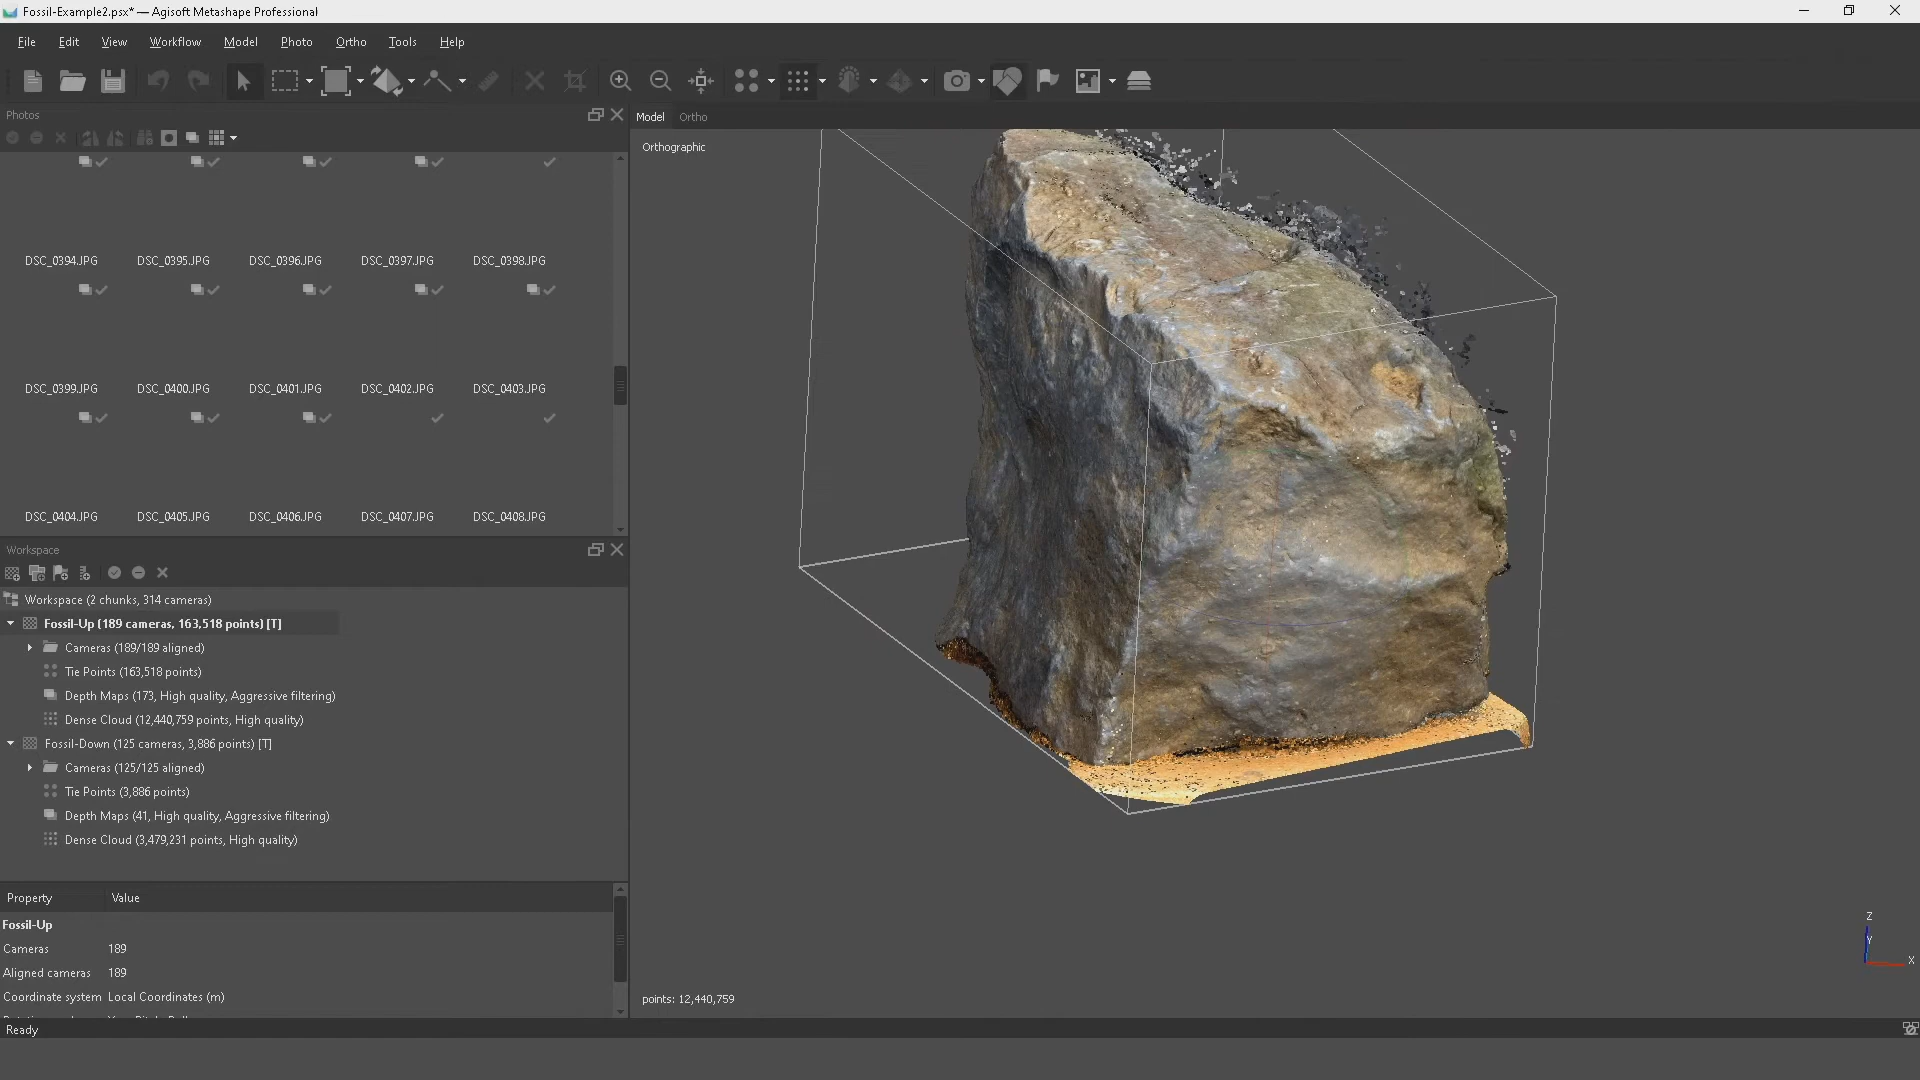 Fossil-Example2.psx* — Agisoft Metashape Professional
File Edit View Workflow Model Photo Ortho Tools Help
Photos
Model Ortho
Orthographic
DSC_0394.JPG DSC_0395.JPG DSC_0396.JPG DSC_0397.JPG DSC_0398.JPG
DSC_0399.JPG DSC_0400.JPG DSC_0401.JPG DSC_0402.JPG DSC_0403.JPG
DSC_0404.JPG DSC_0405.JPG DSC_0406.JPG DSC_0407.JPG DSC_0408.JPG
Workspace
Workspace (2 chunks, 314 cameras)
Fossil-Up (189 cameras, 163,518 points) [T]
Cameras (189/189 aligned)
Tie Points (163,518 points)
Depth Maps (173, High quality, Aggressive filtering)
Dense Cloud (12,440,759 points, High quality)
Fossil-Down (125 cameras, 3,886 points) [T]
Cameras (125/125 aligned)
Tie Points (3,886 points)
Depth Maps (41, High quality, Aggressive filtering)
Dense Cloud (3,479,231 points, High quality)
Property Value
Fossil-Up
Cameras 189
Aligned cameras 189
Coordinate system Local Coordinates (m)
points: 12,440,759
Z
Y
X
Ready